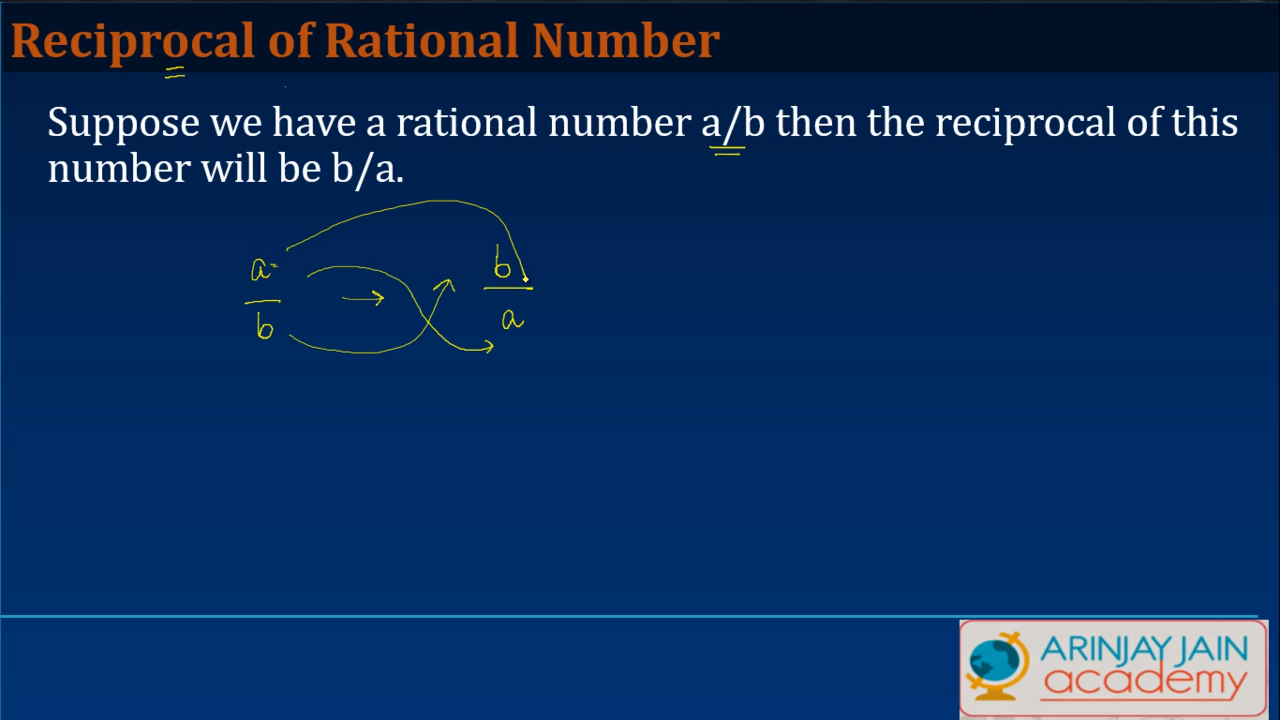 Reciprocal of Rational Number
Suppose we have a rational number a/b then the reciprocal of this
number will be b/a.
a b
b a
ARINJAY JAIN
academy